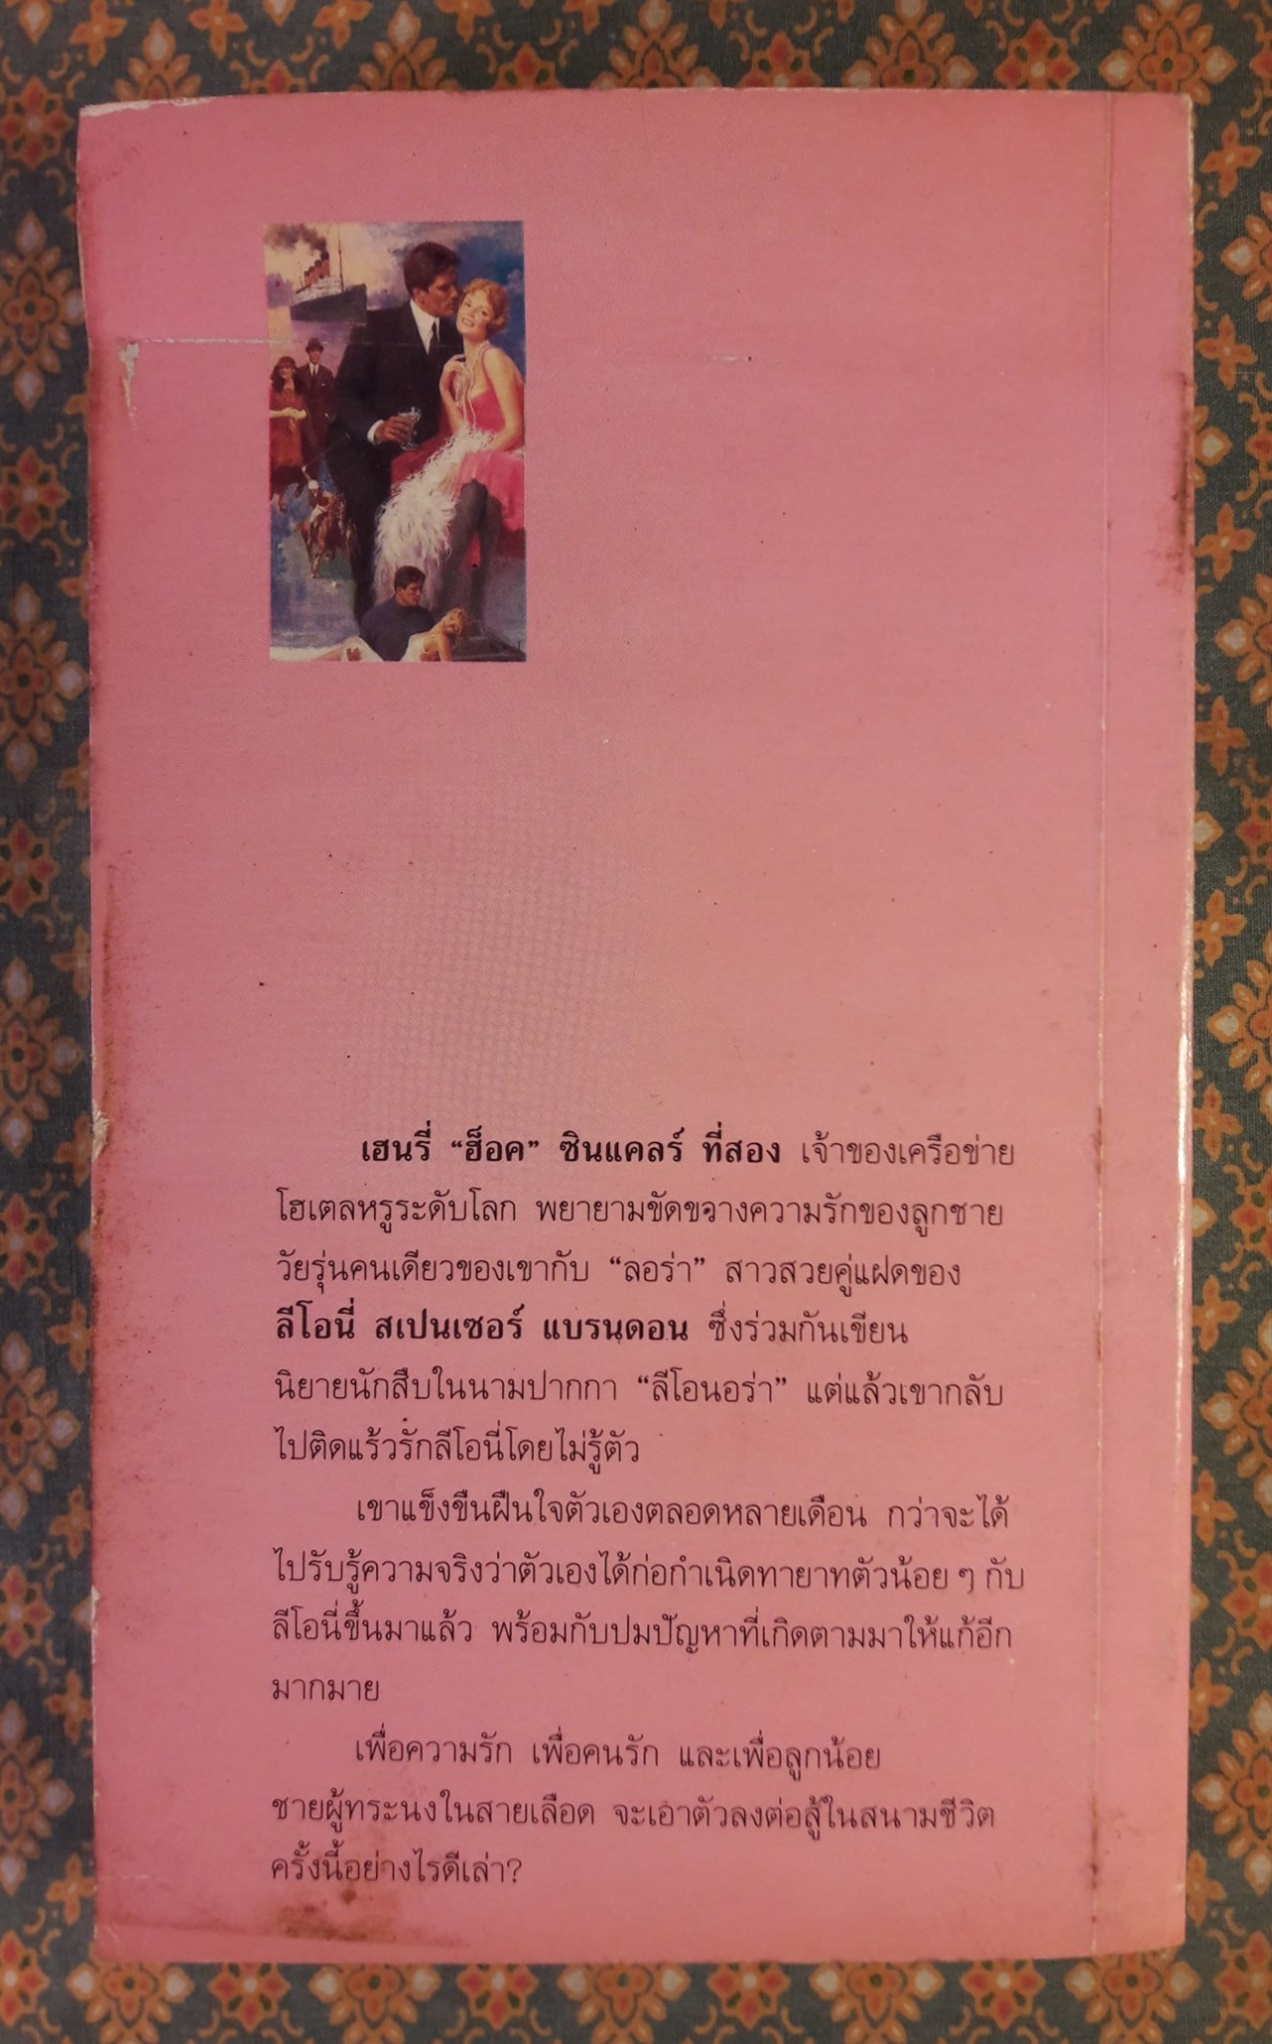 เฮนรี่ “ฮ็อค” ซินแคลร์ ที่สอง เจ้าของเครือข่าย
โฮเตลหรูระดับโลก พยายามขัดขวางความรักของลูกชาย
วัยรุ่นคนเดียวของเขากับ “ลอร่า” สาวสวยคู่แฝดของ
ลีโอนี่ สเปนเซอร์ แบรนดอน ซึ่งร่วมกันเขียน
นิยายนักสืบในนามปากกา “ลีโอนอร่า” แต่แล้วเขากลับ
ไปติดแร้วรักลีโอนี่โดยไม่รู้ตัว
เขาแข็งขืนฝืนใจตัวเองตลอดหลายเดือน กว่าจะได้
ไปรับรู้ความจริงว่าตัวเองได้ก่อกำเนิดทายาทตัวน้อย ๆ กับ
ลีโอนี่ขึ้นมาแล้ว พร้อมกับปมปัญหาที่เกิดตามมาให้แก้อีก
มากมาย
เพื่อความรัก เพื่อคนรัก และเพื่อลูกน้อย
ชายผู้ทระนงในสายเลือด จะเอาตัวลงต่อสู้ในสนามชีวิต
ครั้งนี้อย่างไรดีเล่า?